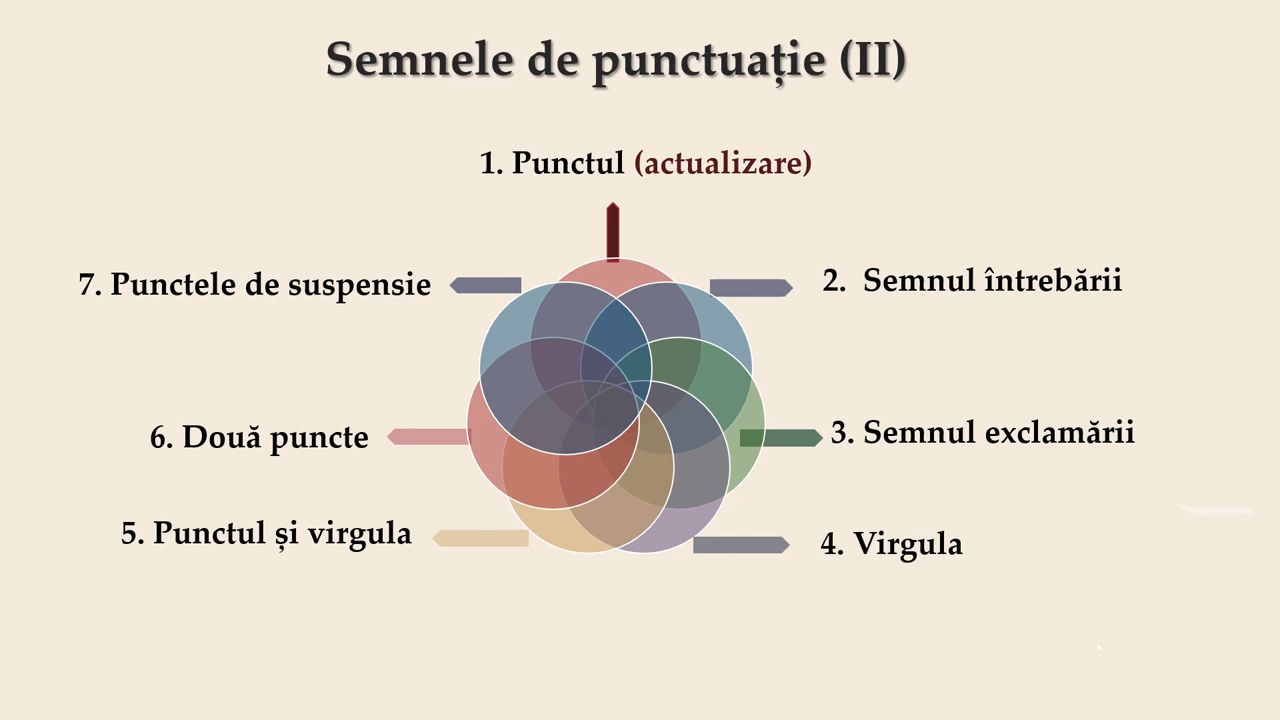 Semnele de punctuație (II)
1. Punctul (actualizare)
2. Semnul întrebării
3. Semnul exclamării
4. Virgula
5. Punctul și virgula
6. Două puncte
7. Punctele de suspensie